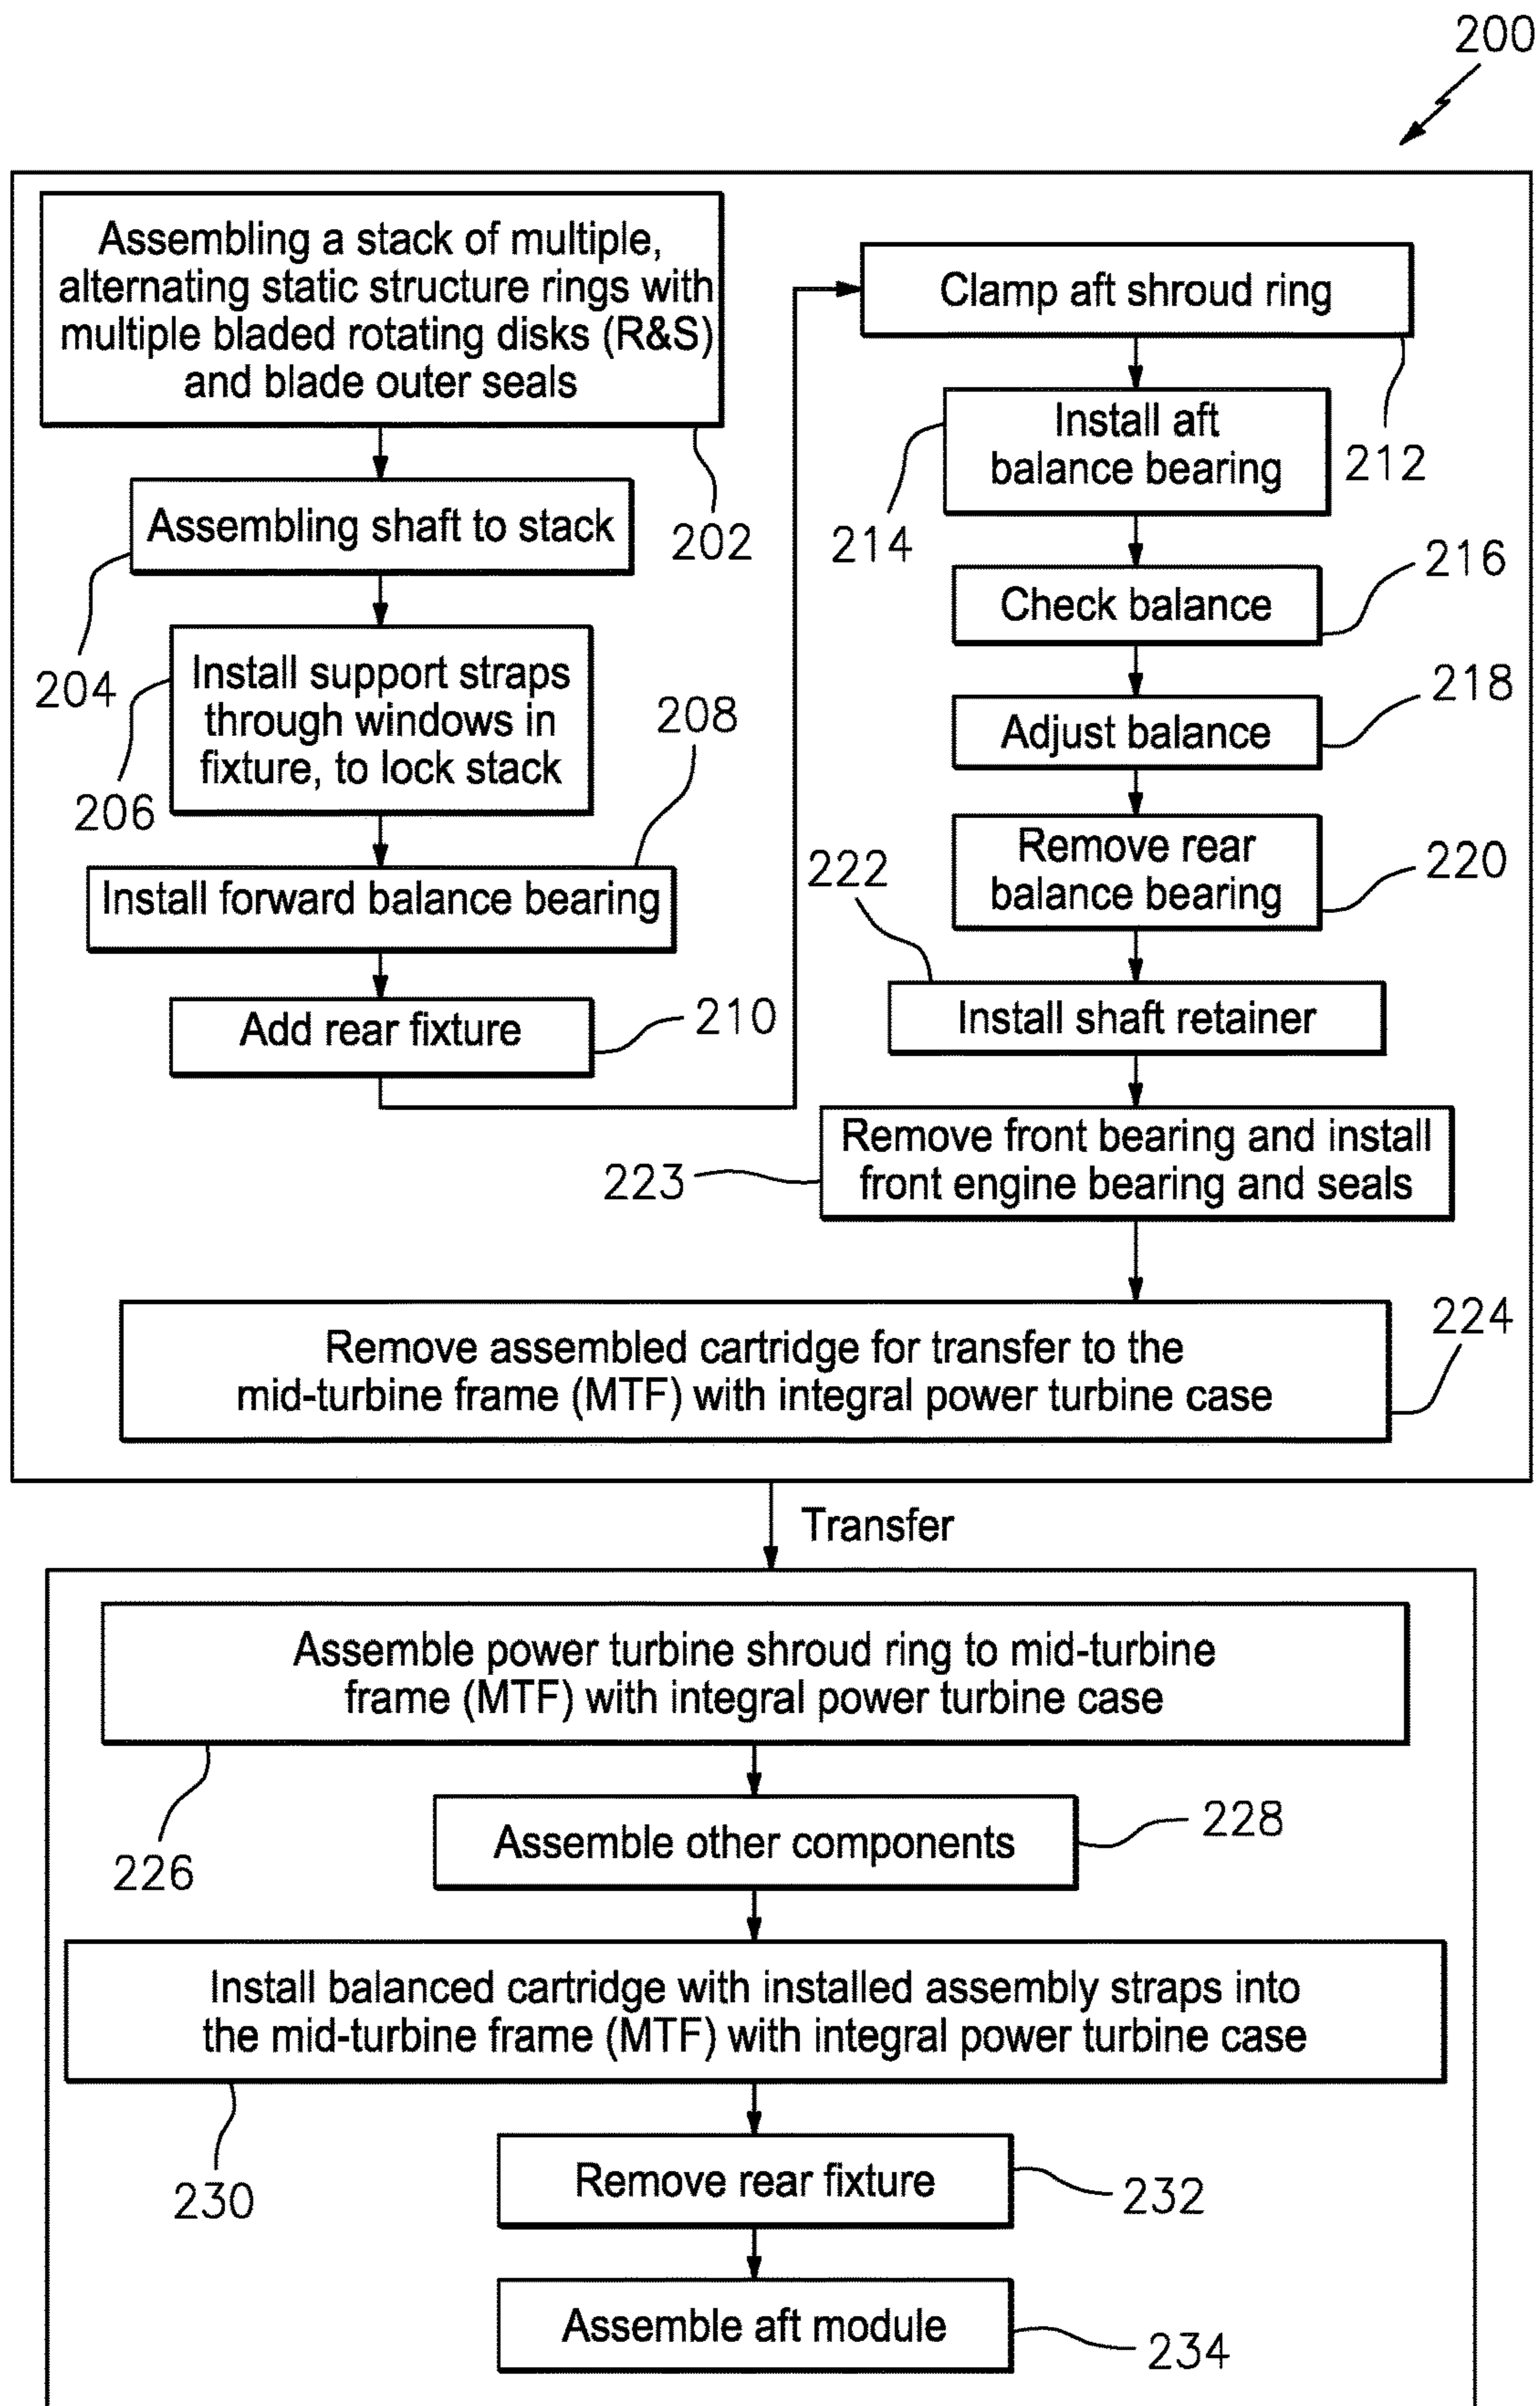 200
Assembling a stack of multiple,
alternating static structure rings with
multiple bladed rotating disks (R&S)
and blade outer seals
202
Assembling shaft to stack
204
Install support straps
through windows in
fixture, to lock stack
206
208
Install forward balance bearing
Add rear fixture
210
Clamp aft shroud ring
212
Install aft
balance bearing
214
Check balance
216
Adjust balance
218
Remove rear
balance bearing
220
222
Install shaft retainer
Remove front bearing and install
front engine bearing and seals
223
Remove assembled cartridge for transfer to the
mid-turbine frame (MTF) with integral power turbine case
224
Transfer
Assemble power turbine shroud ring to mid-turbine
frame (MTF) with integral power turbine case
226
Assemble other components
228
Install balanced cartridge with installed assembly straps into
the mid-turbine frame (MTF) with integral power turbine case
230
Remove rear fixture
232
Assemble aft module
234